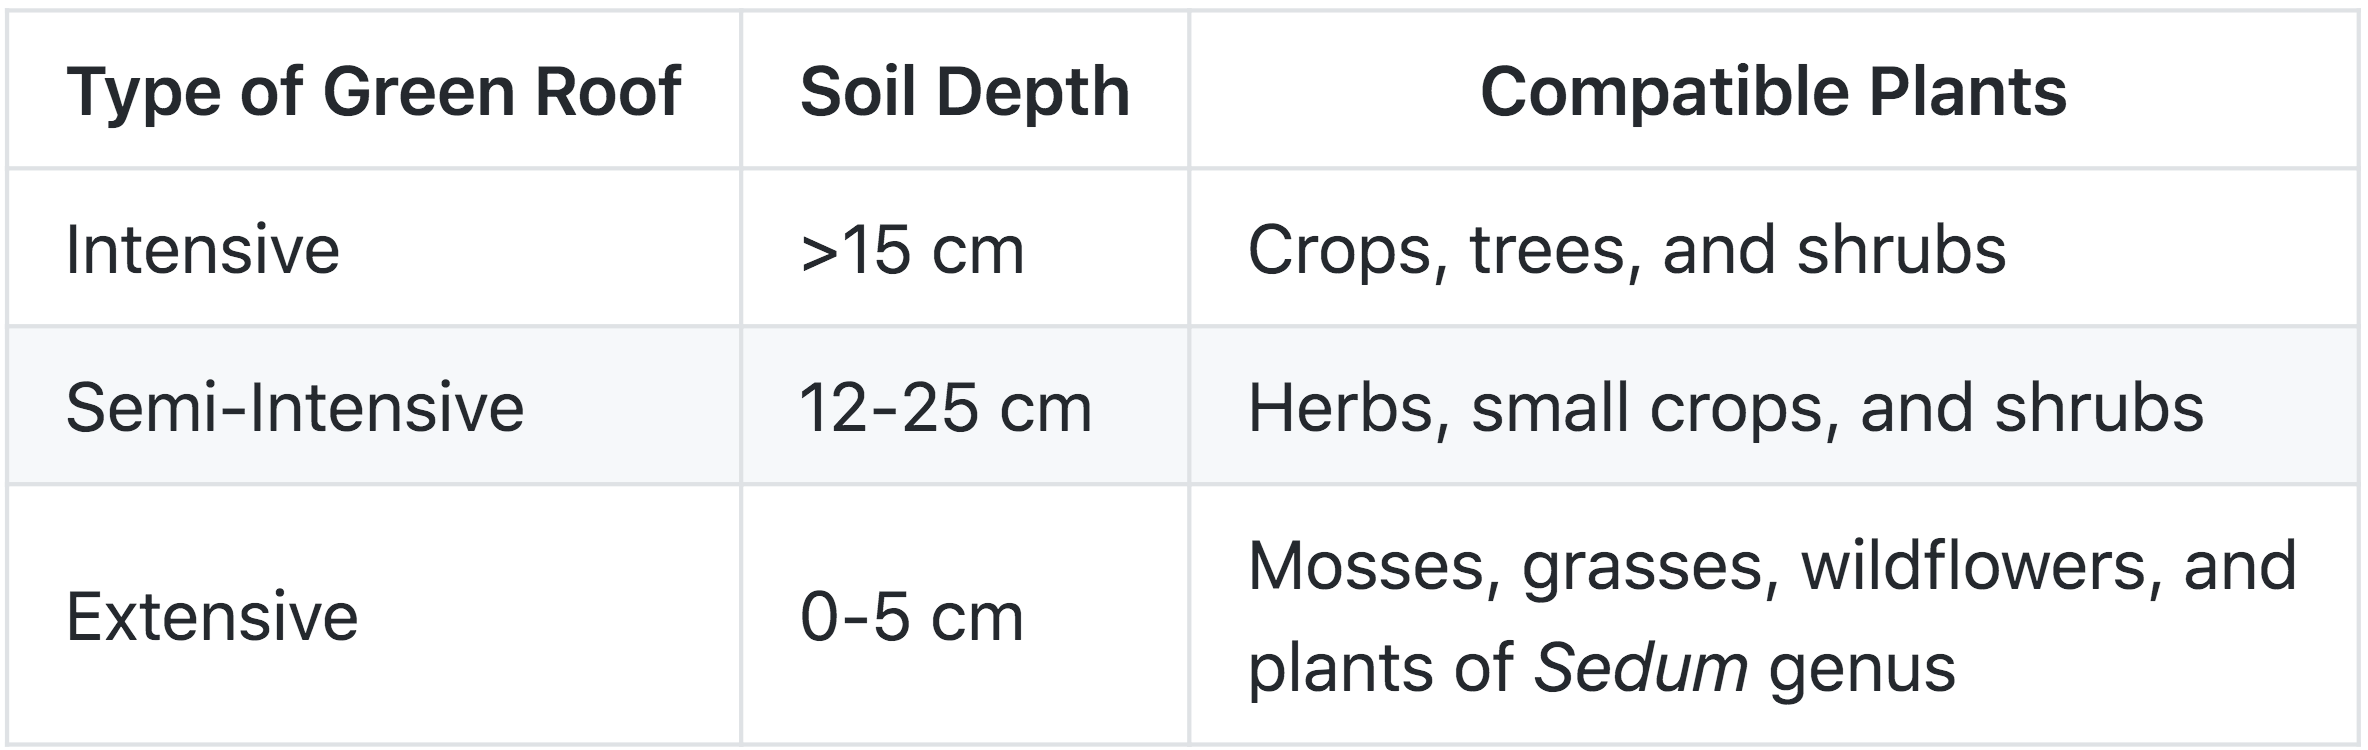 Type of Green Roof Soil Depth Compatible Plants
Intensive >15 cm Crops, trees, and shrubs
Semi-Intensive 12-25 cm Herbs, small crops, and shrubs
Extensive 0-5 cm Mosses, grasses, wildflowers, and
plants of Sedum genus